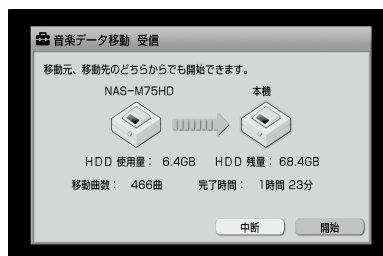 音楽データ移動 受信
移動元、移動先のどちらからでも開始できます。
NAS-M75HD 本機
HDD 使用量： 6.4GB HDD 残量： 68.4GB
移動曲数： 466曲 完了時間： 1時間 23分
中断 開始